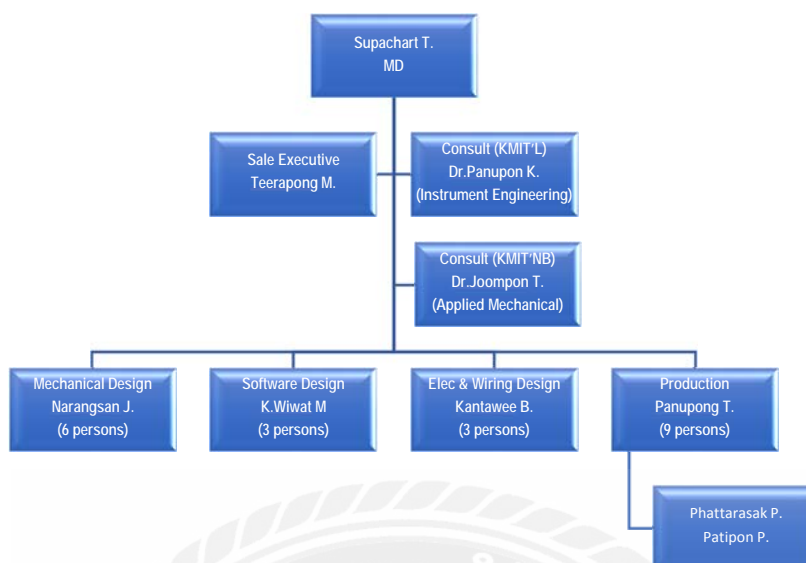 Supachart T.
MD
Sale Executive
Teerapong M.
Consult (KMIT'L)
Dr.Panupon K.
(Instrument Engineering)
Consult (KMIT'NB)
Dr.Joompon T.
(Applied Mechanical)
Mechanical Design
Narangsan J.
(6 persons)
Software Design
K.Wiwat M
(3 persons)
Elec & Wiring Design
Kantawee B.
(3 persons)
Production
Panupong T.
(9 persons)
Phattarasak P.
Patipon P.